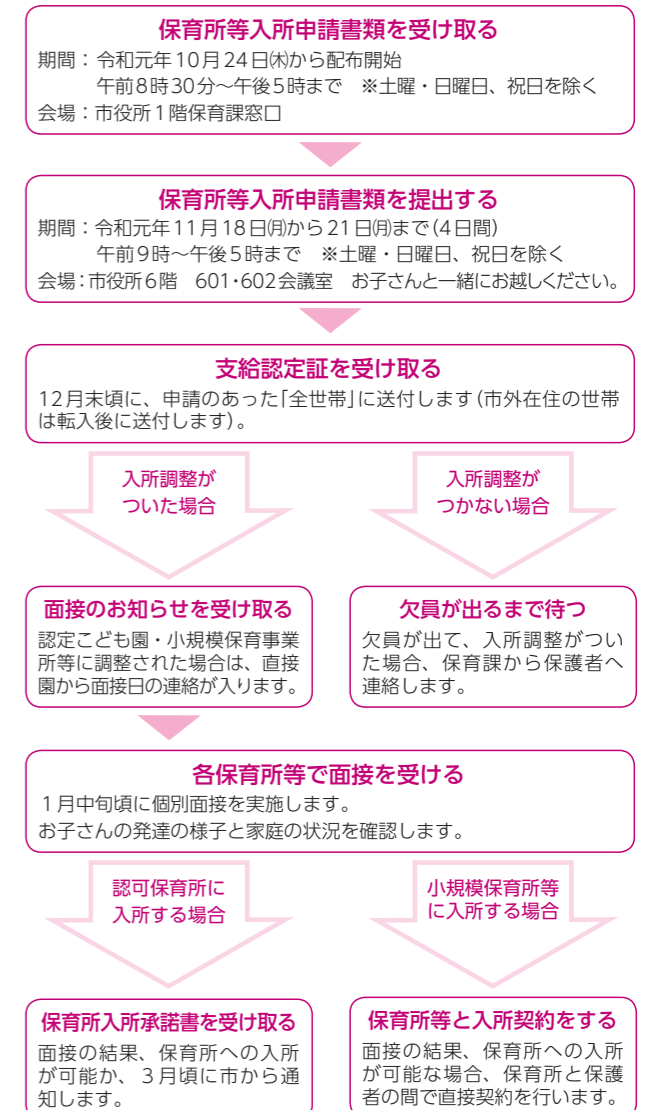 保育所等入所申請書類を受け取る
期間：令和元年10月24日㈭から配布開始
午前8時30分～午後5時まで　※土曜・日曜日、祝日を除く
会場：市役所1階保育課窓口
保育所等入所申請書類を提出する
期間：令和元年11月18日㈪から21日㈪まで(4日間)
午前9時～午後5時まで　※土曜・日曜日、祝日を除く
会場：市役所6階　601・602会議室　お子さんと一緒にお越しください。
支給認定証を受け取る
12月末頃に、申請のあった｢全世帯｣に送付します(市外在住の世帯
は転入後に送付します)。
入所調整が
ついた場合
入所調整が
つかない場合
面接のお知らせを受け取る
認定こども園・小規模保育事業
所等に調整された場合は、直接
園から面接日の連絡が入ります。
欠員が出るまで待つ
欠員が出て、入所調整がつい
た場合、保育課から保護者へ
連絡します。
各保育所等で面接を受ける
1月中旬頃に個別面接を実施します。
お子さんの発達の様子と家庭の状況を確認します。
認可保育所に
入所する場合
小規模保育所等
に入所する場合
保育所入所承諾書を受け取る
面接の結果、保育所への入所
が可能か、3月頃に市から通
知します。
保育所等と入所契約をする
面接の結果、保育所への入所
が可能な場合、保育所と保護
者の間で直接契約を行います。